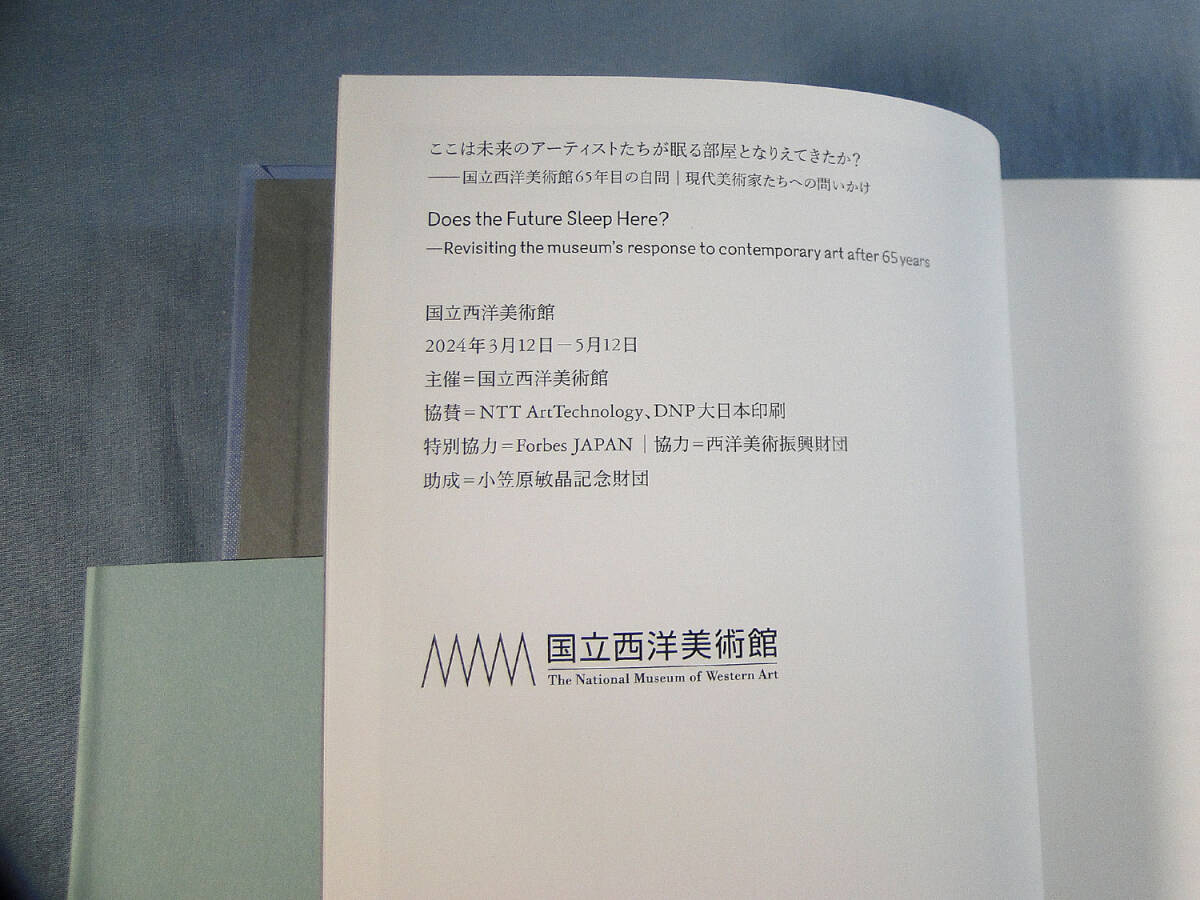 ここは未来のアーティストたちが眠る部屋となりえてきたか?
——国立西洋美術館65年目の自問|現代美術家たちへの問いかけ
Does the Future Sleep Here?
—Revisiting the museum's response to contemporary art after 65 years
国立西洋美術館
2024年3月12日—5月12日
主催=国立西洋美術館
協賛=NTT ArtTechnology、DNP大日本印刷
特別協力=Forbes JAPAN|協力=西洋美術振興財団
助成=小笠原敏晶記念財団
国立西洋美術館
The National Museum of Western Art